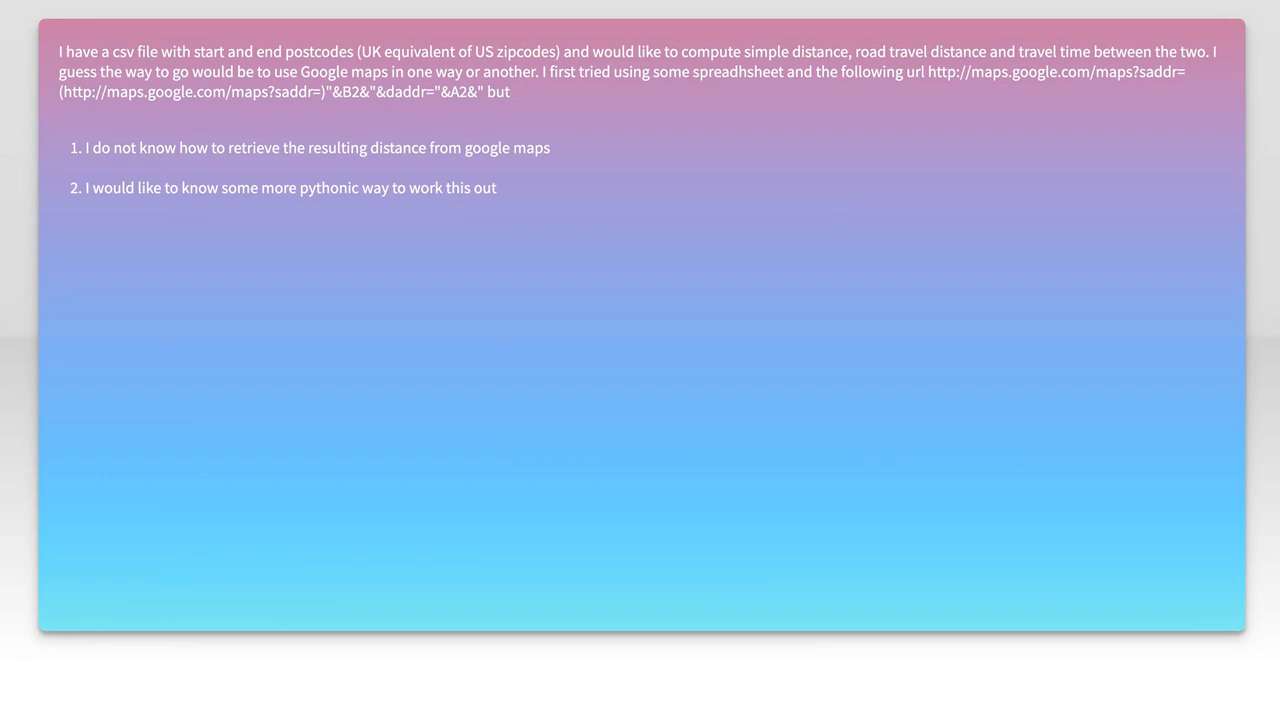 I have a csv file with start and end postcodes (UK equivalent of US zipcodes) and would like to compute simple distance, road travel distance and travel time between the two. I
guess the way to go would be to use Google maps in one way or another. I first tried using some spreadhsheet and the following url http://maps.google.com/maps?saddr=
(http://maps.google.com/maps?saddr=)"&B2&"&daddr="&A2&" but
1. I do not know how to retrieve the resulting distance from google maps
2. I would like to know some more pythonic way to work this out